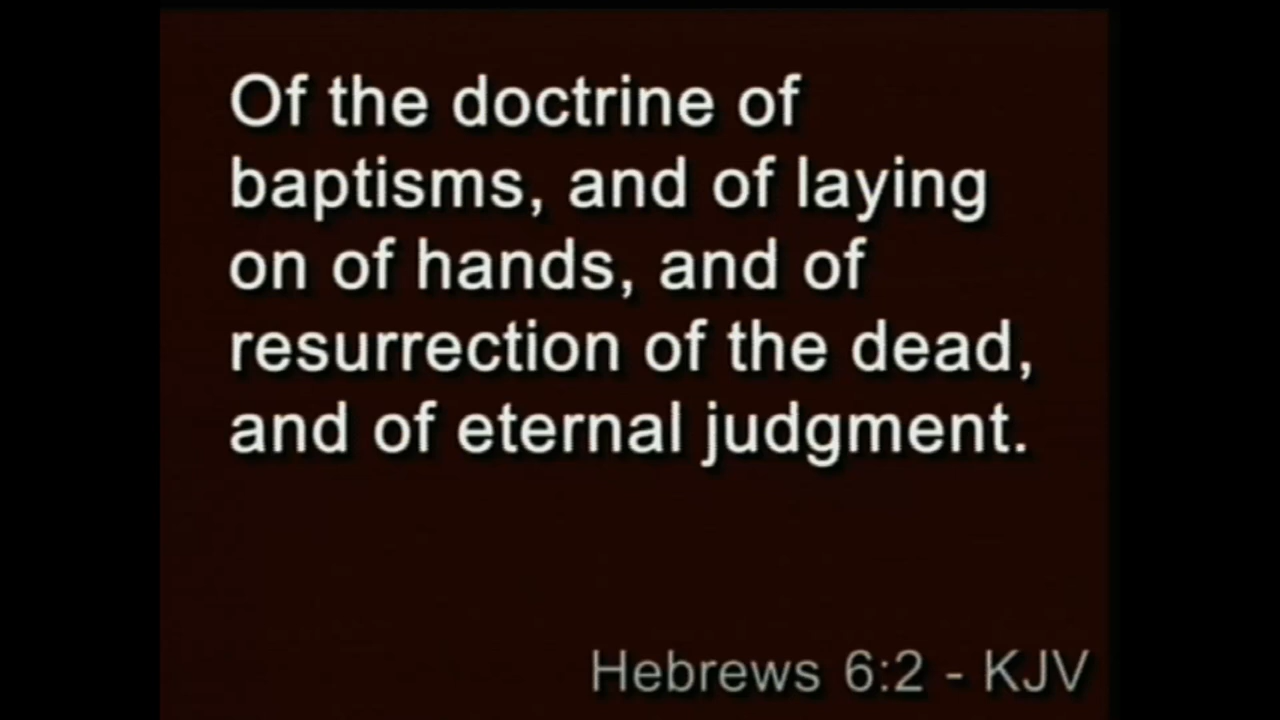 Of the doctrine of
baptisms, and of laying
on of hands, and of
resurrection of the dead,
and of eternal judgment.
Hebrews 6:2 - KJV